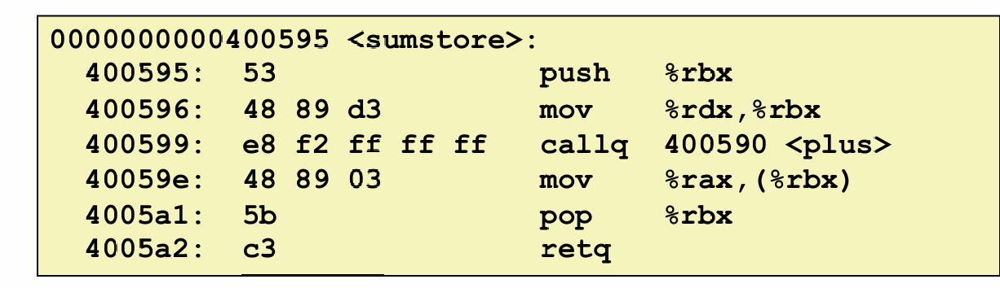 0000000000400595 <sumstore>:
400595: 53 push %rbx
400596: 48 89 d3 mov %rdx,%rbx
400599: e8 f2 ff ff ff callq 400590 <plus>
40059e: 48 89 03 mov %rax,(%rbx)
4005a1: 5b pop %rbx
4005a2: c3 retq